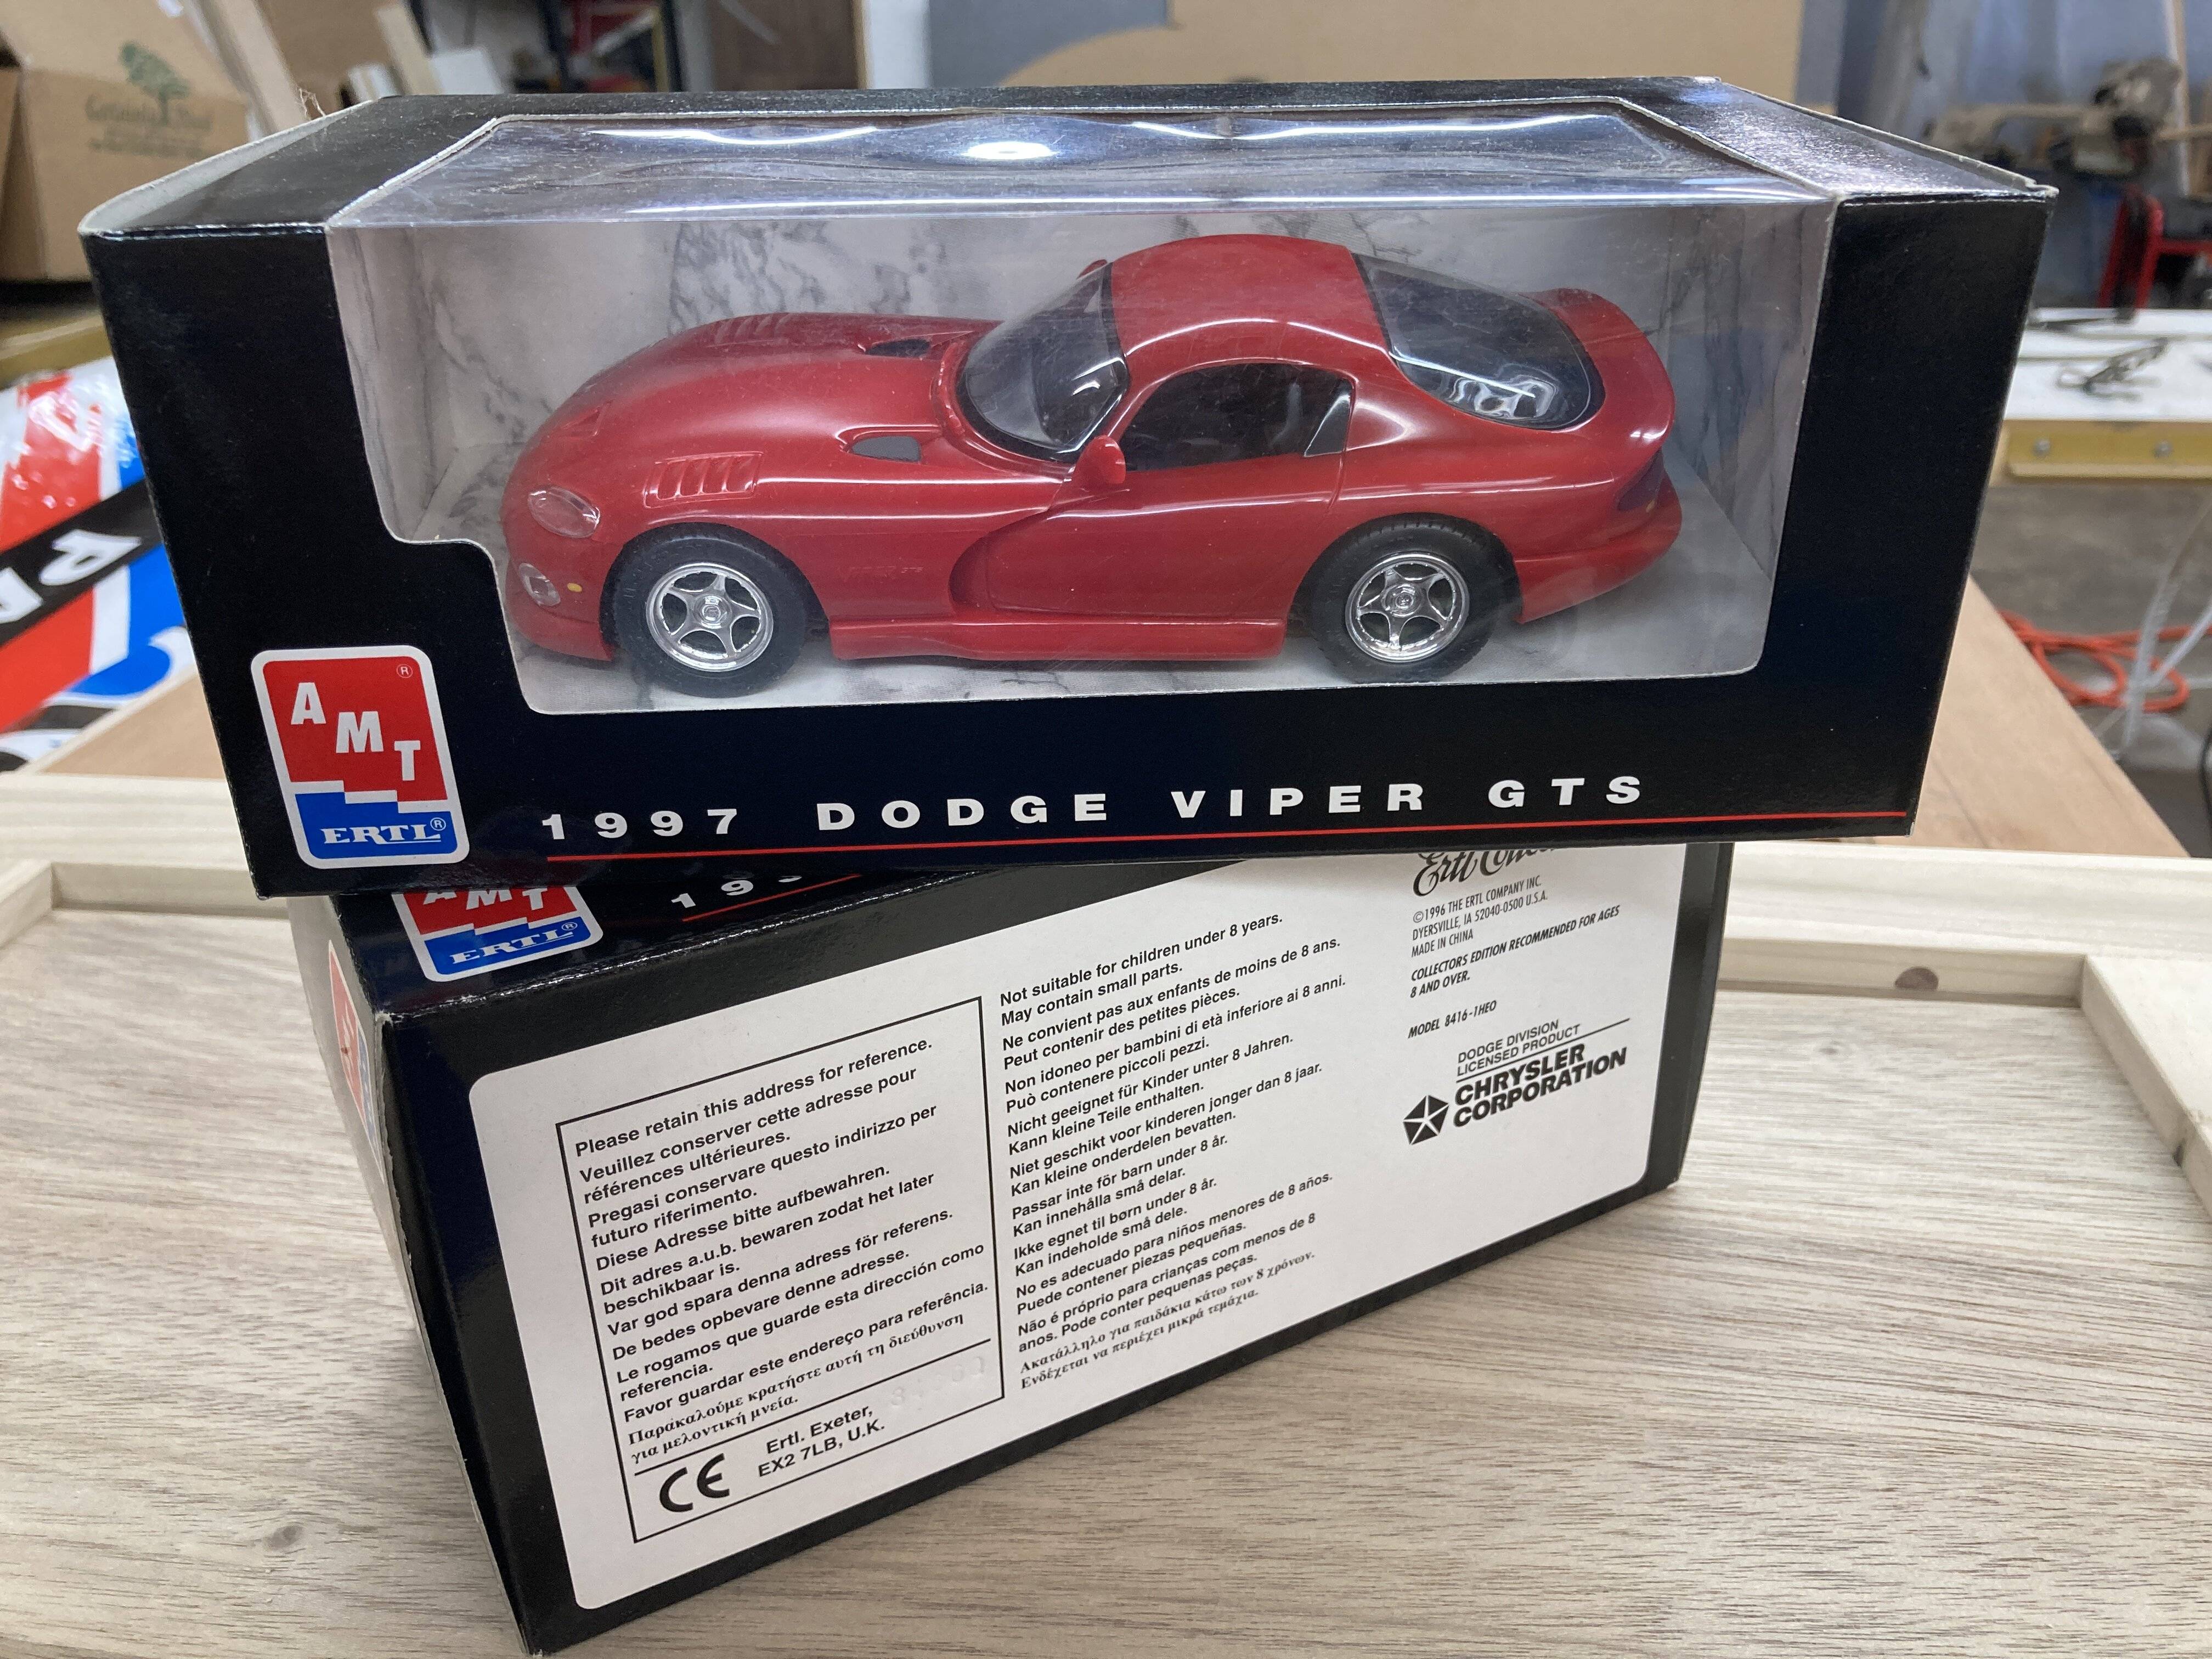 AMT
ERTL®
1997 DODGE VIPER GTS
AMT
ERTL®
Please retain this address for reference.
Veuillez conserver cette adresse pour
références ultérieures.
Pregasi conservare questo indirizzo per
futuro riferimento.
Diese Adresse bitte aufbewahren.
Dit adres a.u.b. bewaren zodat het later
beschikbaar is.
Var god spara denna adress för referens.
De bedes opbevare denne adresse.
Le rogamos que guarde esta dirección como
referencia.
Favor guardar este endereço para referência.
Παρακαλούμε κρατήστε αυτή τη διεύθυνση
για μελοντική μνεία.
CE
Ertl. Exeter,
EX2 7LB, U.K.
Not suitable for children under 8 years.
May contain small parts.
Ne convient pas aux enfants de moins de 8 ans.
Peut contenir des petites pièces.
Non idoneo per bambini di età inferiore ai 8 anni.
Può contenere piccoli pezzi.
Nicht geeignet für Kinder unter 8 Jahren.
Kann kleine Teile enthalten.
Niet geschikt voor kinderen jonger dan 8 jaar.
Kan kleine onderdelen bevatten.
Passar inte för barn under 8 år.
Kan innehålla små delar.
Ikke egnet til børn under 8 år.
Kan indeholde små dele.
No es adecuado para niños menores de 8 años.
Puede contener piezas pequeñas.
Não é próprio para crianças com menos de 8
anos. Pode conter pequenas peças.
Ακατάλληλο για παιδάκια κάτω των 8 χρόνων.
Ενδέχεται να περιέχει μικρά τεμάχια.
Ertl
©1996 THE ERTL COMPANY INC.
DYERSVILLE, IA 52040-0500 U.S.A.
MADE IN CHINA
COLLECTORS EDITION RECOMMENDED FOR AGES
8 AND OVER.
MODEL 8416-1HEO
DODGE DIVISION
LICENSED PRODUCT
CHRYSLER
CORPORATION